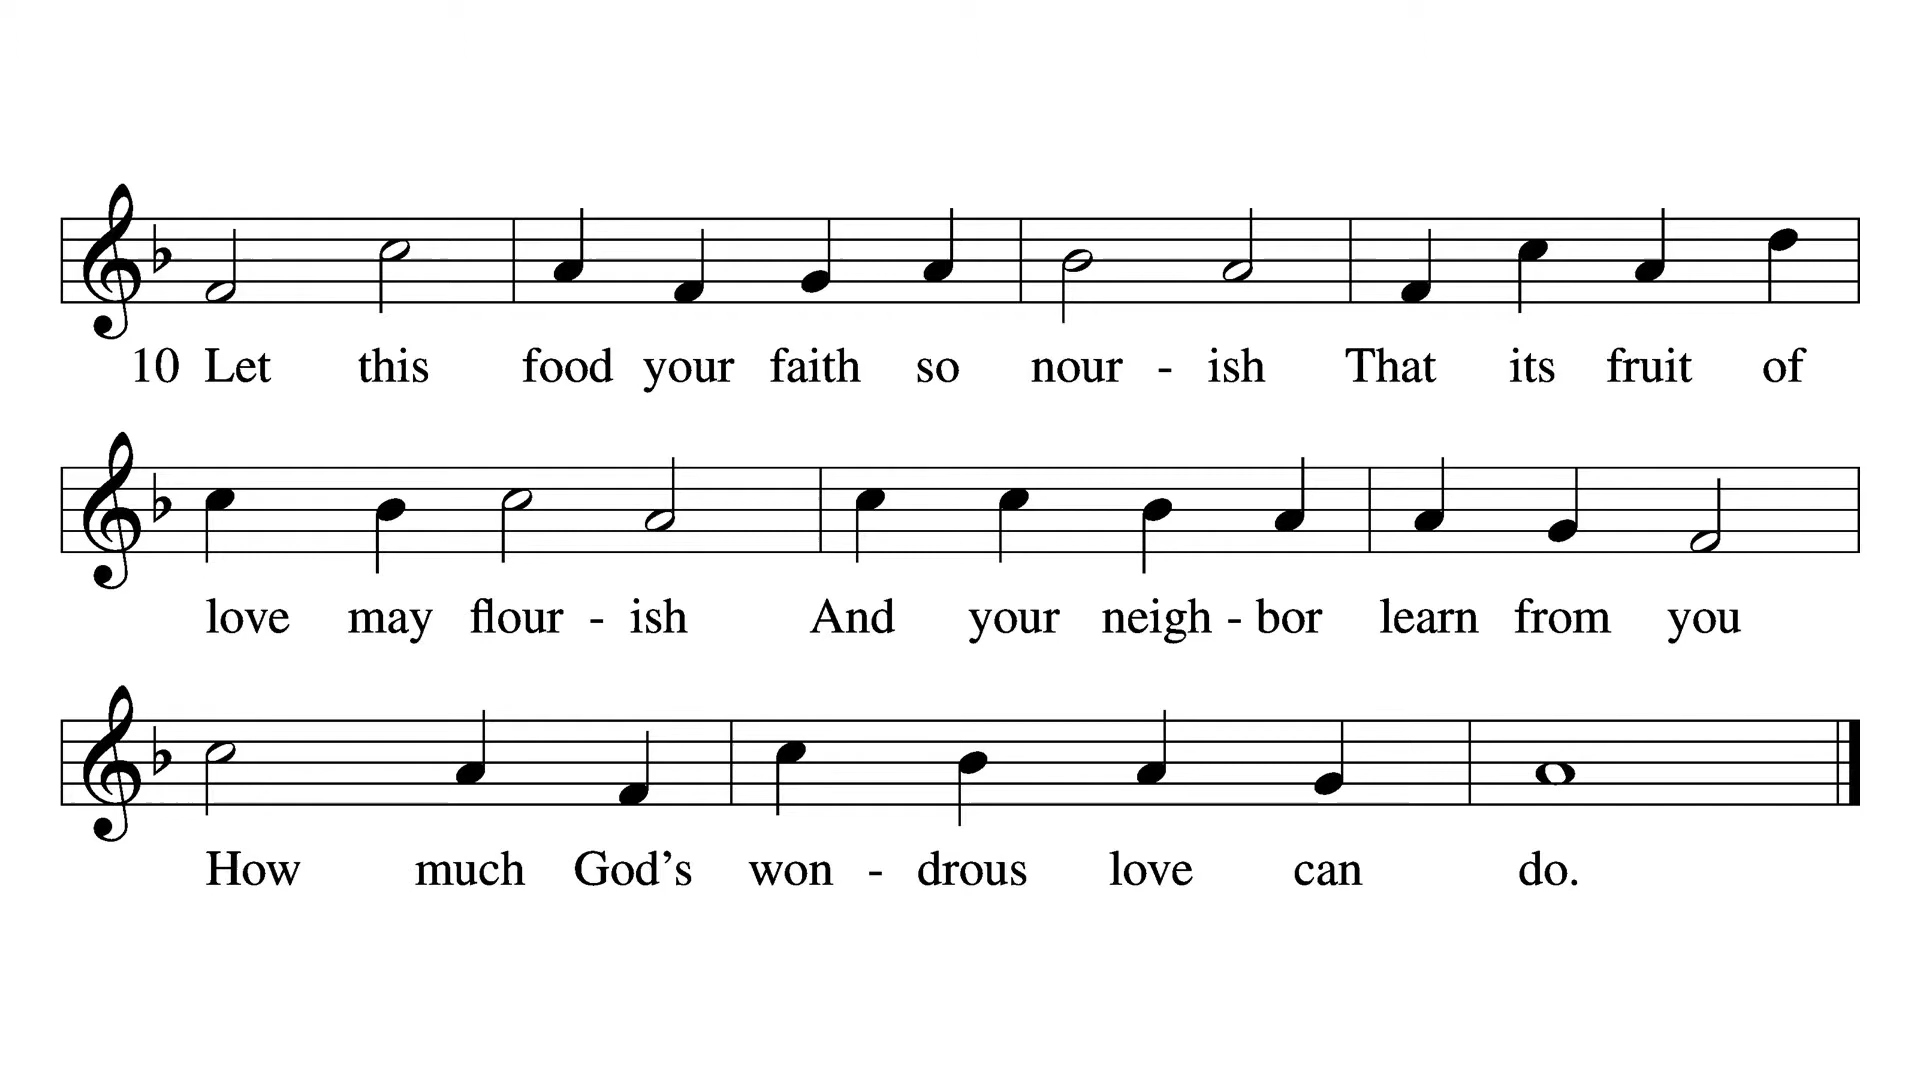 10 Let this food your faith so nour - ish That its fruit of
love may flour - ish And your neigh - bor learn from you
How much God’s won - drous love can do.